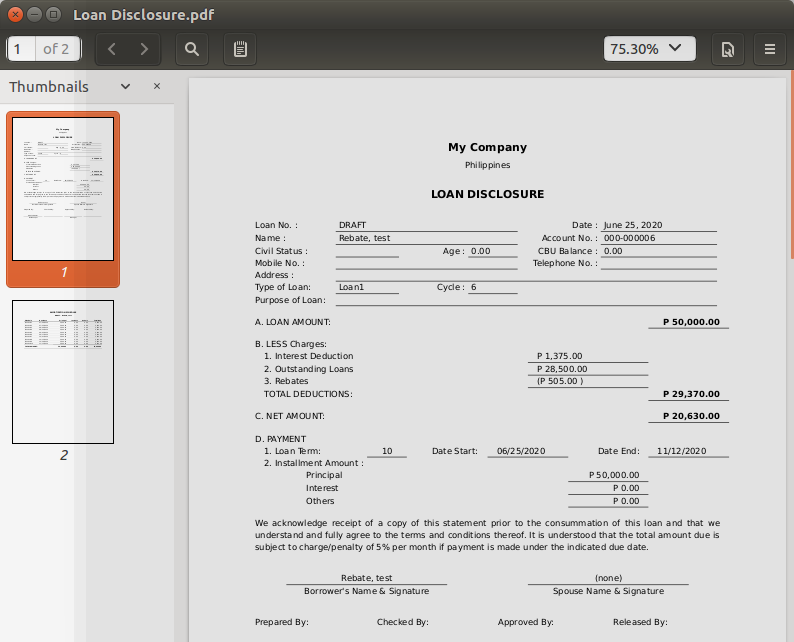 Loan Disclosure.pdf
1 of 2 75.30%
Thumbnails
1
2
My Company
Philippines
LOAN DISCLOSURE
Loan No. : DRAFT Date : June 25, 2020
Name : Rebate, test Account No. : 000-000006
Civil Status : Age : 0.00 CBU Balance : 0.00
Mobile No. : Telephone No. :
Address :
Type of Loan: Loan1 Cycle : 6
Purpose of Loan:
A. LOAN AMOUNT: P 50,000.00
B. LESS Charges:
1. Interest Deduction P 1,375.00
2. Outstanding Loans P 28,500.00
3. Rebates (P 505.00 )
TOTAL DEDUCTIONS: P 29,370.00
C. NET AMOUNT: P 20,630.00
D. PAYMENT
1. Loan Term: 10 Date Start: 06/25/2020 Date End: 11/12/2020
2. Installment Amount :
Principal P 50,000.00
Interest P 0.00
Others P 0.00
We acknowledge receipt of a copy of this statement prior to the consummation of this loan and that we
understand and fully agree to the terms and conditions thereof. It is understood that the total amount due is
subject to charge/penalty of 5% per month if payment is made under the indicated due date.
Rebate, test (none)
Borrower's Name & Signature Spouse Name & Signature
Prepared By: Checked By: Approved By: Released By: